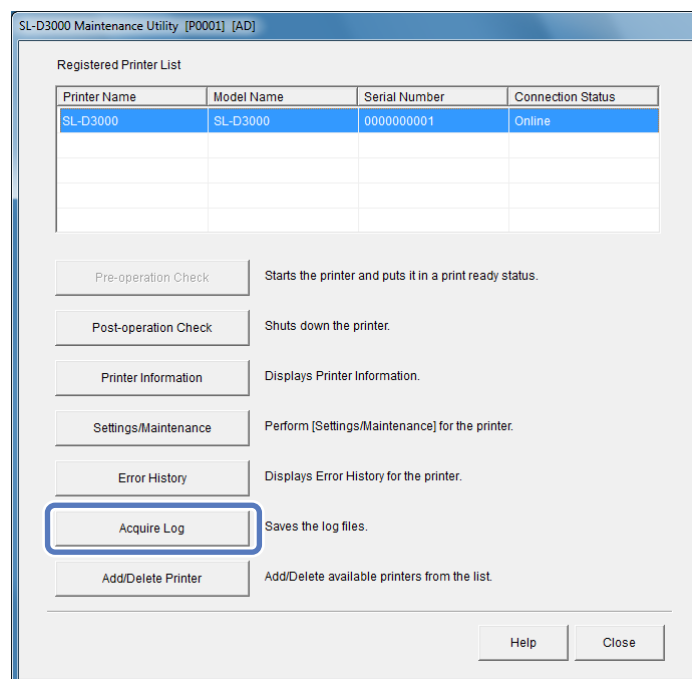 SL-D3000 Maintenance Utility [P0001] [AD]
Registered Printer List
Printer Name Model Name Serial Number Connection Status
SL-D3000 SL-D3000 0000000001 Online
Pre-operation Check Starts the printer and puts it in a print ready status.
Post-operation Check Shuts down the printer.
Printer Information Displays Printer Information.
Settings/Maintenance Perform [Settings/Maintenance] for the printer.
Error History Displays Error History for the printer.
Acquire Log Saves the log files.
Add/Delete Printer Add/Delete available printers from the list.
Help Close